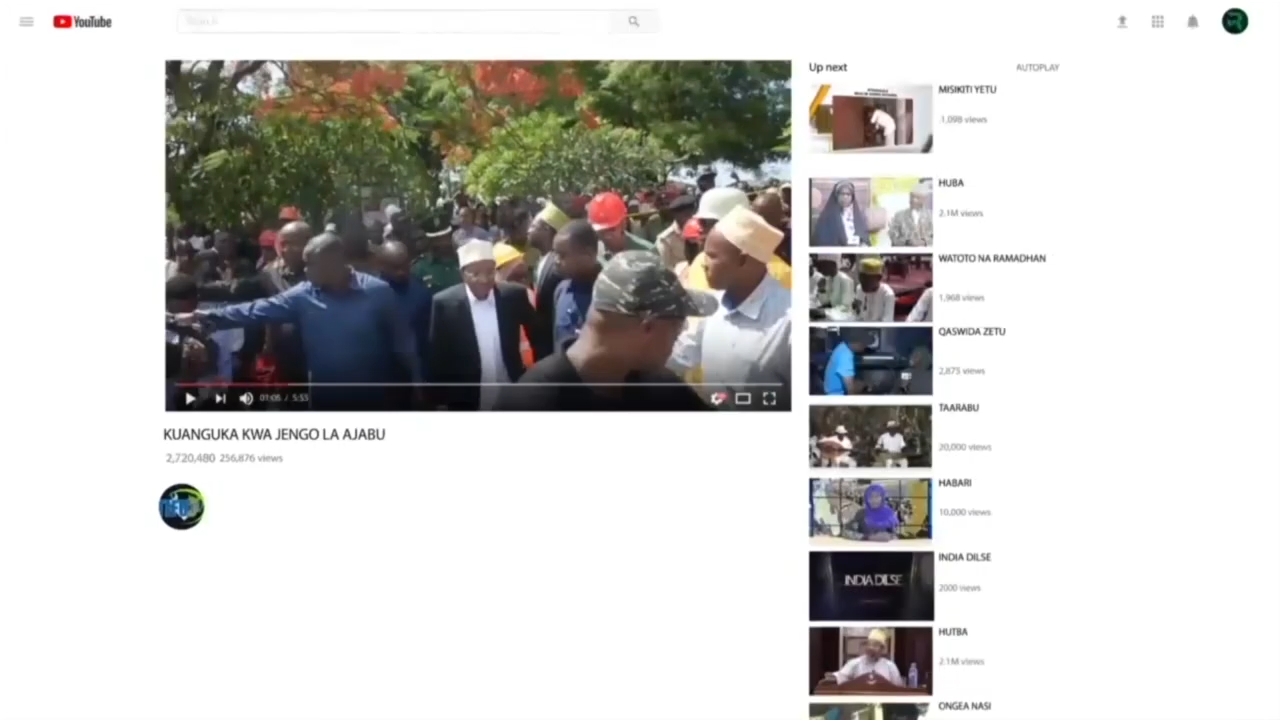 YouTube
Up next
AUTOPLAY
MISIKITI YETU
1,098 views
HUBA
2.1M views
WATOTO NA RAMADHAN
1,968 views
QASWIDA ZETU
2,875 views
TAARABU
20,000 views
HABARI
10,000 views
INDIA DILSE
INDIA DILSE
2000 views
HUTBA
2.1M views
ONGEA NASI
01:05 / 5:53
KUANGUKA KWA JENGO LA AJABU
2,720,480 256,876 views